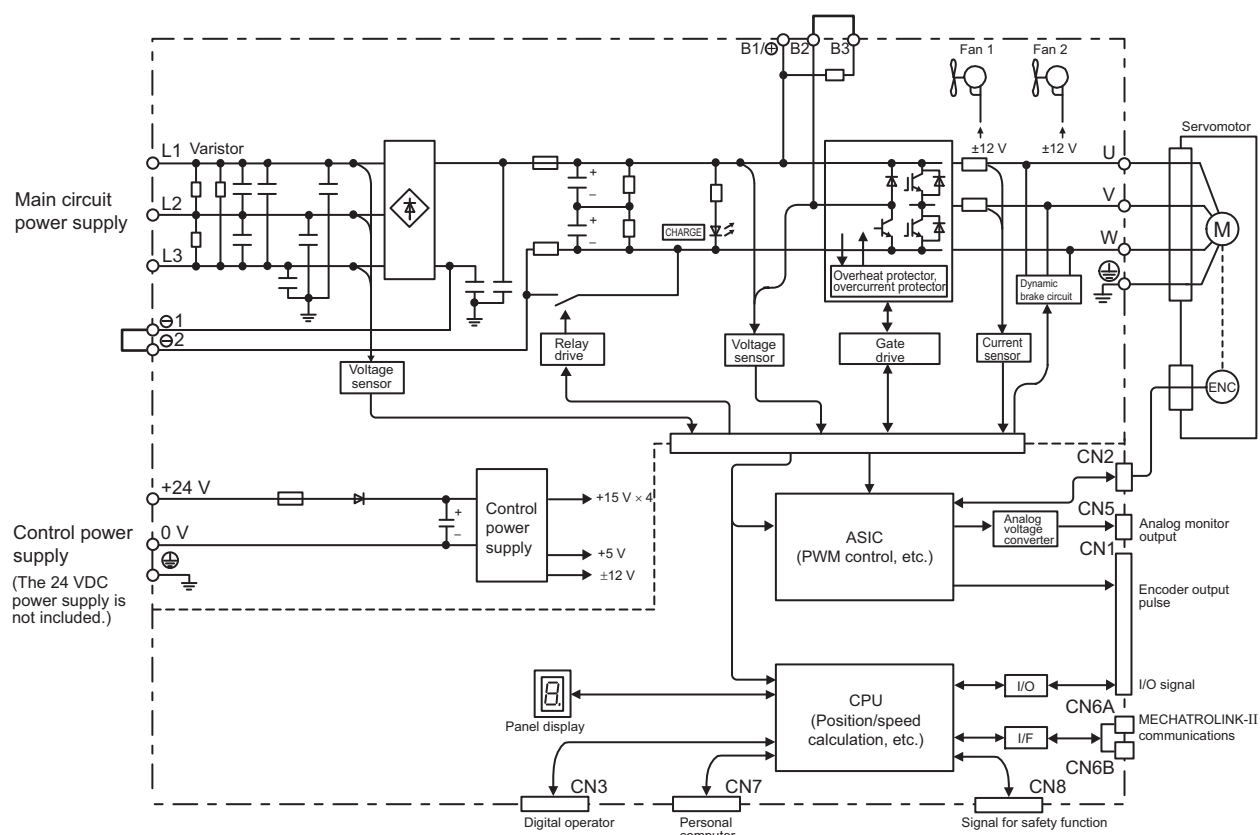 B1/⊕ B2 B3
Fan 1
Fan 2
±12 V
±12 V
Servomotor
Main circuit
power supply
L1 Varistor
L2
L3
⊖1
⊖2
+
–
+
–
CHARGE
Overheat protector,
overcurrent protector
U
V
W
M
ENC
Dynamic
brake circuit
Voltage
sensor
Relay
drive
Voltage
sensor
Gate
drive
Current
sensor
Control power
supply
(The 24 VDC
power supply is
not included.)
+24 V
0 V
+
–
Control
power
supply
+15 V × 4
+5 V
±12 V
ASIC
(PWM control, etc.)
Analog
voltage
converter
CN2
CN5
Analog monitor
output
CN1
Encoder output
pulse
I/O signal
CPU
(Position/speed
calculation, etc.)
I/O
I/F
CN6A
MECHATROLINK-II
communications
CN6B
8.
Panel display
CN3
Digital operator
CN7
Personal
computer
CN8
Signal for safety function